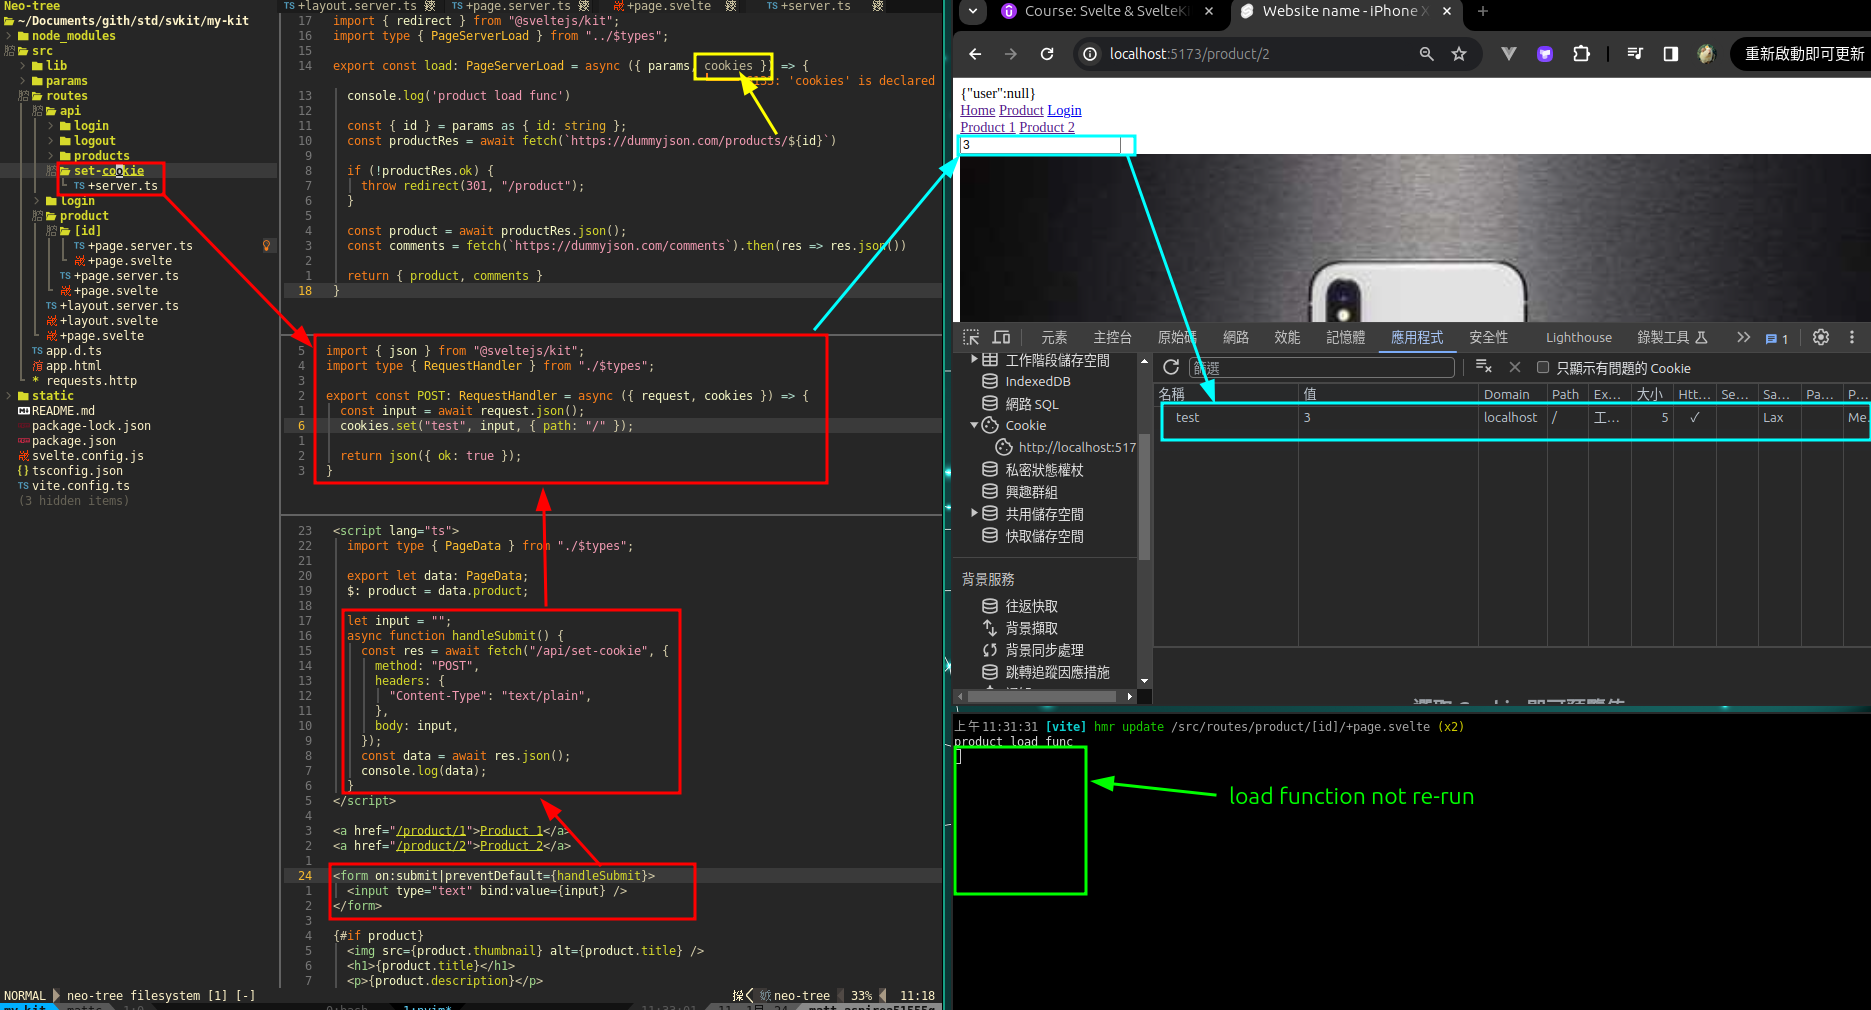 Neo-tree
~/Documents/gith/std/svkit/my-kit
node_modules
src
lib
params
routes
api
login
logout
products
set-cookie
TS +server.ts
login
product
[id]
TS +page.server.ts
+page.svelte
TS +page.server.ts
+page.svelte
TS +layout.server.ts
+layout.svelte
+page.svelte
TS app.d.ts
app.html
* requests.http
static
README.md
package-lock.json
package.json
svelte.config.js
{} tsconfig.json
TS vite.config.ts
(3 hidden items)
NORMAL neo-tree filesystem [1] [-]
neo-tree 33% 11:18
TS +layout.server.ts TS +page.server.ts +page.svelte TS +server.ts
17 import { redirect } from "@sveltejs/kit";
16 import type { PageServerLoad } from "../$types";
15
14 export const load: PageServerLoad = async ({ params, cookies }) => {
'cookies' is declared
13 console.log('product load func')
12
11 const { id } = params as { id: string };
10 const productRes = await fetch(`https://dummyjson.com/products/${id}`)
9
8 if (!productRes.ok) {
7 throw redirect(301, "/product");
6 }
5
4 const product = await productRes.json();
3 const comments = fetch(`https://dummyjson.com/comments`).then(res => res.json())
2
1 return { product, comments }
18 }
5 import { json } from "@sveltejs/kit";
4 import type { RequestHandler } from "./$types";
3
2 export const POST: RequestHandler = async ({ request, cookies }) => {
1 const input = await request.json();
6 cookies.set("test", input, { path: "/" });
1
2 return json({ ok: true });
3 }
23 <script lang="ts">
22 import type { PageData } from "./$types";
21
20 export let data: PageData;
19 $: product = data.product;
18
17 let input = "";
16 async function handleSubmit() {
15 const res = await fetch("/api/set-cookie", {
14 method: "POST",
13 headers: {
12 "Content-Type": "text/plain",
11 },
10 body: input,
9 });
8 const data = await res.json();
7 console.log(data);
6 }
5 </script>
4
3 <a href="/product/1">Product 1</a>
2 <a href="/product/2">Product 2</a>
1
24 <form on:submit|preventDefault={handleSubmit}>
1 <input type="text" bind:value={input} />
2 </form>
3
4 {#if product}
5 <img src={product.thumbnail} alt={product.title} />
6 <h1>{product.title}</h1>
7 <p>{product.description}</p>
Course: Svelte & SvelteKi
Website name - iPhone X
localhost:5173/product/2
重新啟動即可更新
{"user":null}
Home Product Login
Product 1 Product 2
3
元素 主控台 原始碼 網路 效能 記憶體 應用程式 安全性 Lighthouse 錄製工具 1
工作階段儲存空間
IndexedDB
網路 SQL
Cookie
http://localhost:517
私密狀態權杖
興趣群組
共用儲存空間
快取儲存空間
背景服務
往返快取
背景擷取
背景同步處理
跳轉追蹤因應措施
篩選 只顯示有問題的 Cookie
名稱 值 Domain Path Ex... 大小 Htt... Se... Sa... Pa... P...
test 3 localhost / 工... 5 ✓ Lax Me.
上午11:31:31 [vite] hmr update /src/routes/product/[id]/+page.svelte (x2)
product load func
load function not re-run